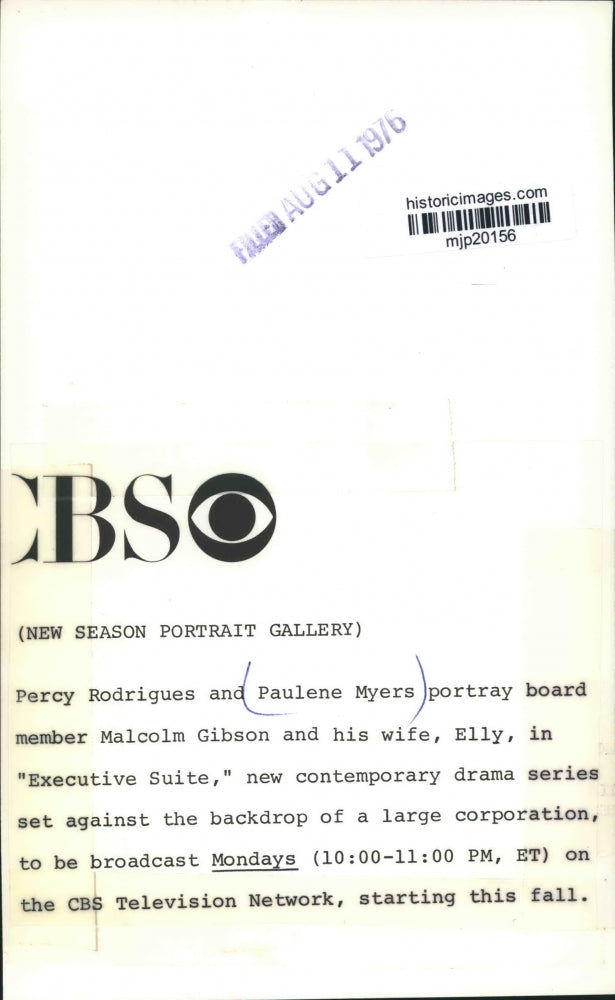 FILED AUG 11 1976
historicimages.com
mjp20156
CBS
(NEW SEASON PORTRAIT GALLERY)
Percy Rodrigues and Paulene Myers portray board
member Malcolm Gibson and his wife, Elly, in
"Executive Suite," new contemporary drama series
set against the backdrop of a large corporation,
to be broadcast Mondays (10:00-11:00 PM, ET) on
the CBS Television Network, starting this fall.